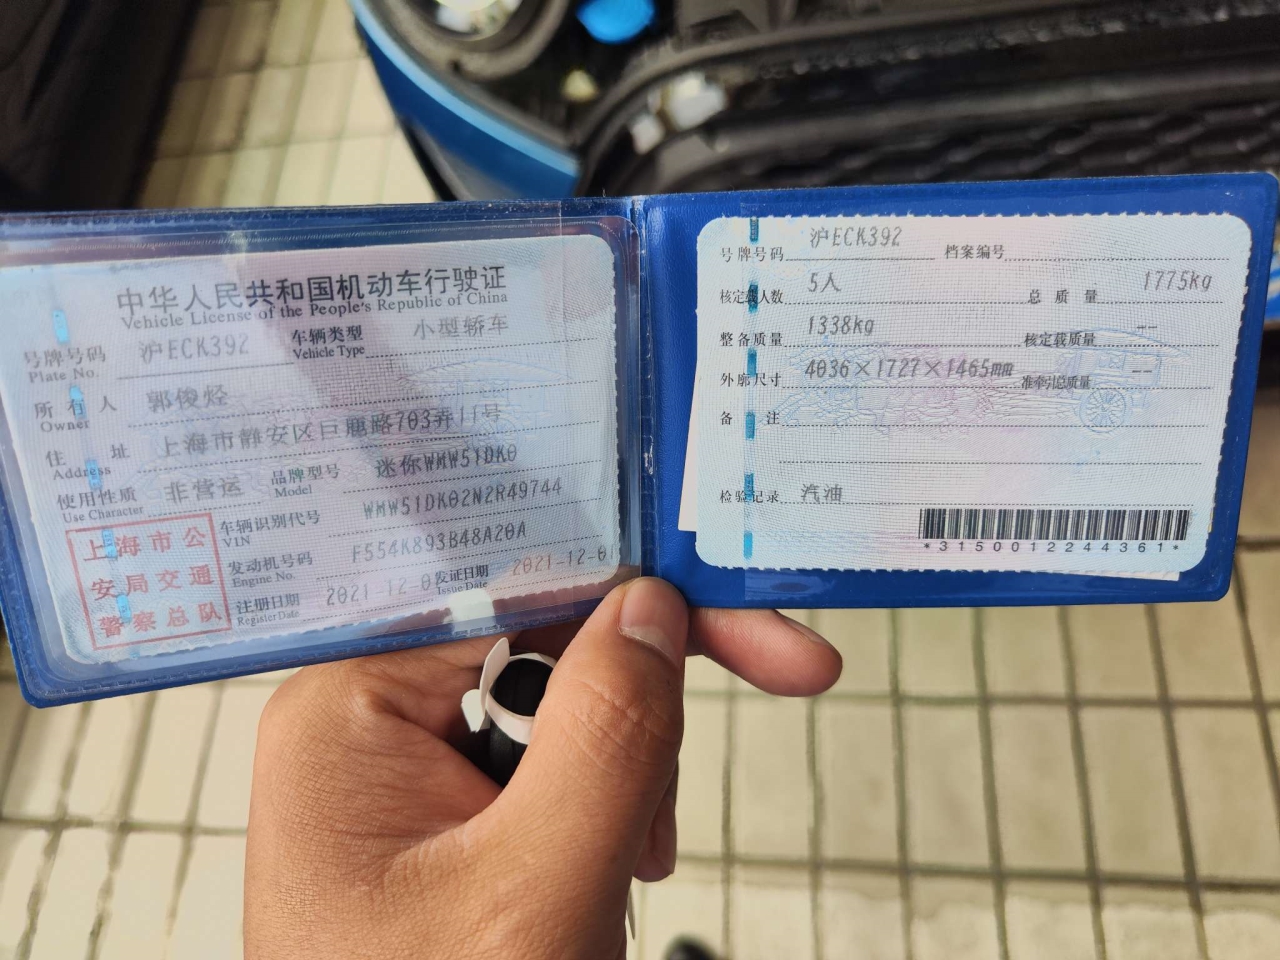 中华人民共和国机动车行驶证
Vehicle License of the People's Republic of China
号牌号码 沪ECK392 车辆类型 小型轿车
Plate No. Vehicle Type
所有人 郭俊烃
Owner
住址 上海市静安区巨鹿路703弄11号
Address
使用性质 非营运 品牌型号 迷你WMW51DK0
Use Character Model
车辆识别代号 WMW51DK02N2R49744
VIN
发动机号码 F554K893B48A20A
Engine No.
注册日期 2021-12-01 发证日期 2021-12-01
Register Date Issue Date
上海市公
安局交通
警察总队
号牌号码 沪ECK392 档案编号
核定载人数 5人 总质量 1775kg
整备质量 1338kg 核定载质量 --
外廓尺寸 4036×1727×1465mm 准牵引总质量 --
备注
检验记录 汽油
*3150012244361*